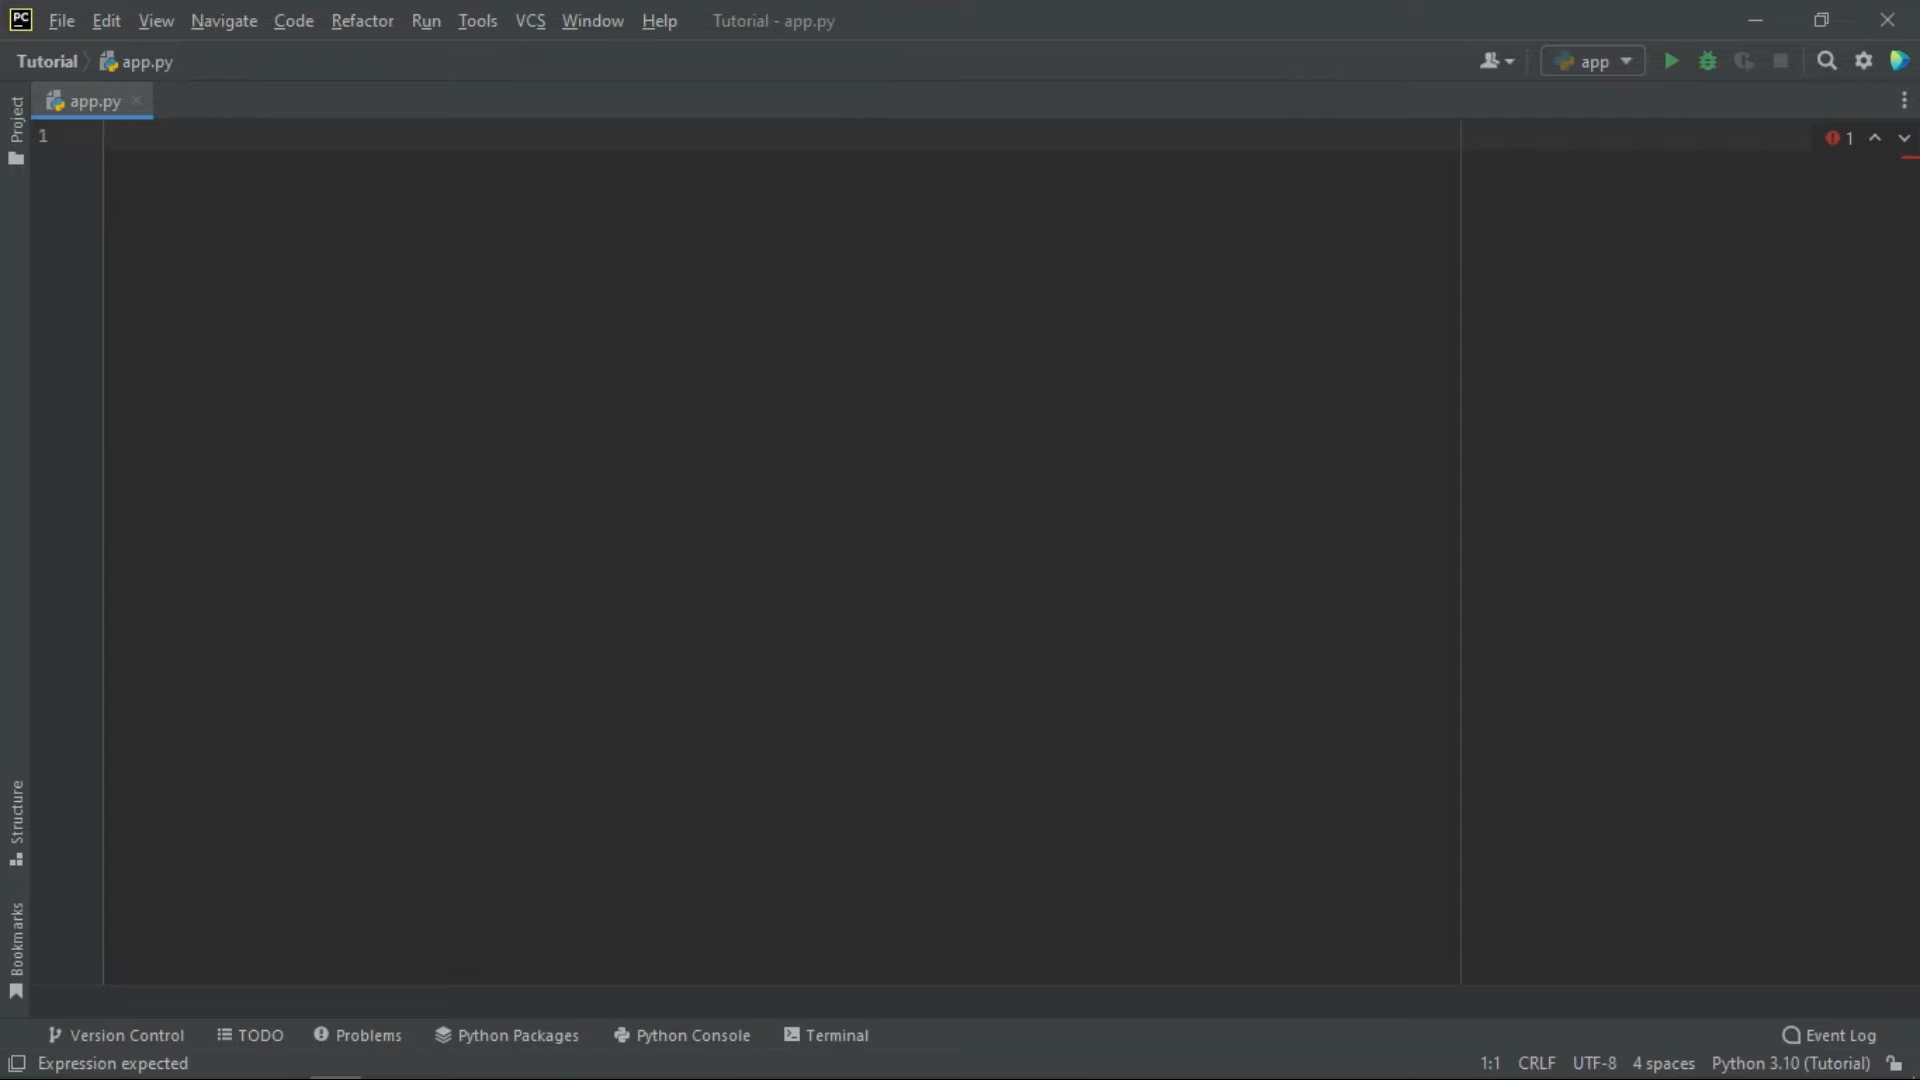 PC File Edit View Navigate Code Refactor Run Tools VCS Window Help Tutorial - app.py
Tutorial app.py app
app.py
Project
1 1
Structure
Bookmarks
Version Control TODO Problems Python Packages Python Console Terminal Event Log
Expression expected 1:1 CRLF UTF-8 4 spaces Python 3.10 (Tutorial)